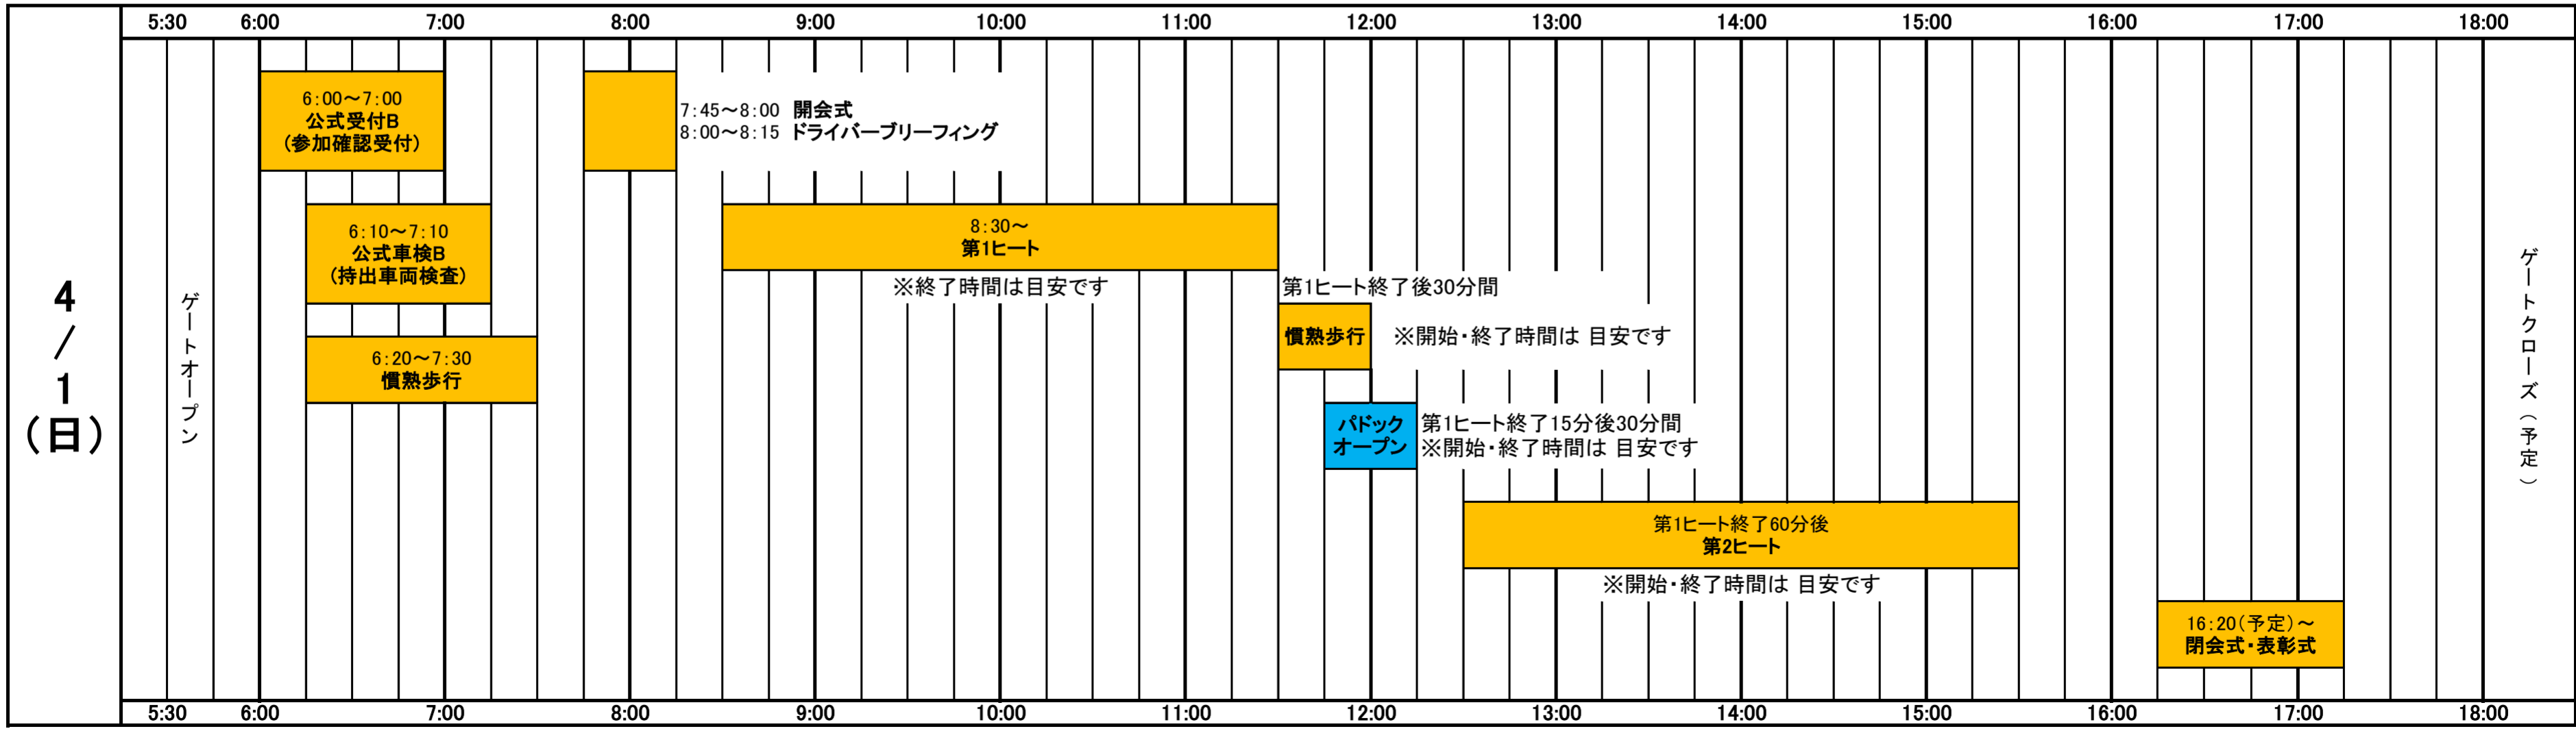 5:30 6:00 7:00 8:00 9:00 10:00 11:00 12:00 13:00 14:00 15:00 16:00 17:00 18:00
4
/
1
(日)
ゲートオープン
6:00～7:00
公式受付B
(参加確認受付)
7:45～8:00 開会式
8:00～8:15 ドライバーブリーフィング
6:10～7:10
公式車検B
(持出車両検査)
8:30～
第1ヒート
※終了時間は目安です
6:20～7:30
慣熟歩行
第1ヒート終了後30分間
慣熟歩行
※開始・終了時間は 目安です
パドック
オープン
第1ヒート終了15分後30分間
※開始・終了時間は 目安です
第1ヒート終了60分後
第2ヒート
※開始・終了時間は 目安です
16:20(予定)～
閉会式・表彰式
ゲートクローズ(予定)
5:30 6:00 7:00 8:00 9:00 10:00 11:00 12:00 13:00 14:00 15:00 16:00 17:00 18:00